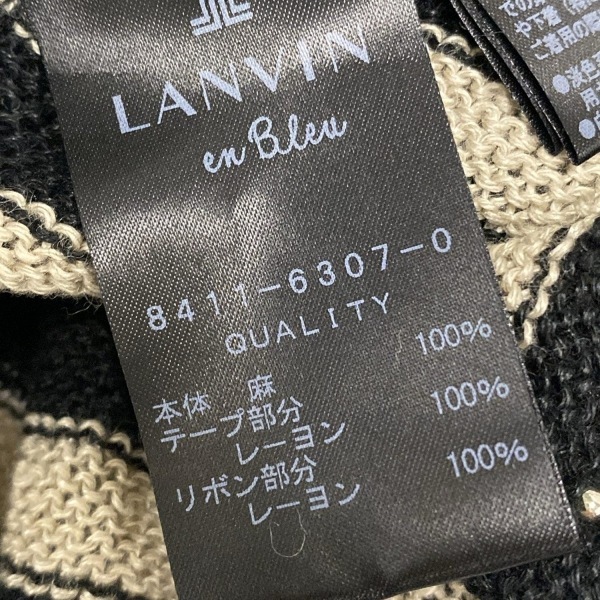 LANVIN
en Bleu
8411-6307-0
QUALITY
本体 麻 100%
テープ部分
レーヨン 100%
リボン部分
レーヨン 100%